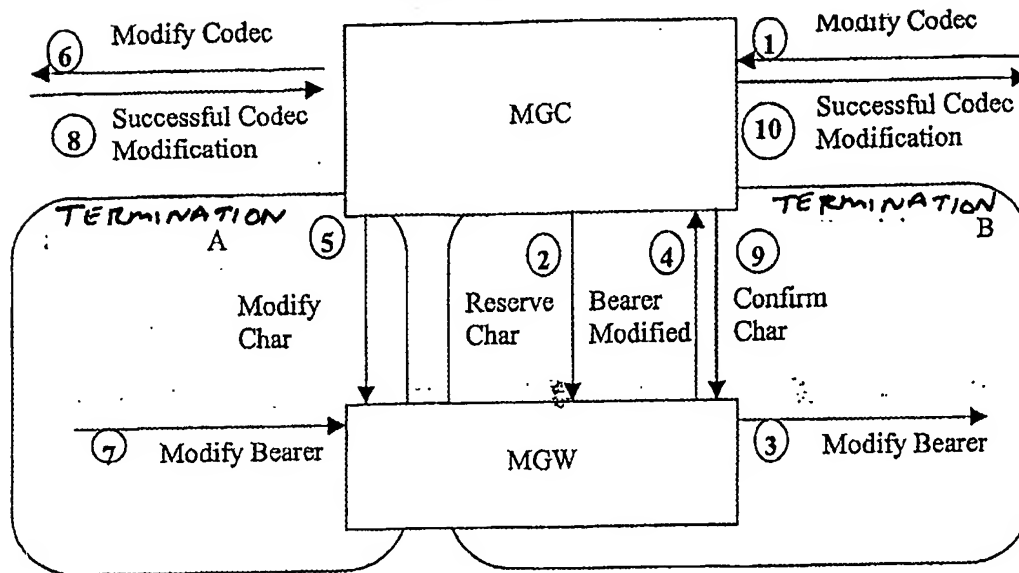 6 Modify Codec
1 Modify Codec
8 Successful Codec
Modification
MGC
10 Successful Codec
Modification
TERMINATION
A
TERMINATION
B
5
2
4
9
Modify
Char
Reserve
Char
Bearer
Modified
Confirm
Char
7 Modify Bearer
MGW
3 Modify Bearer